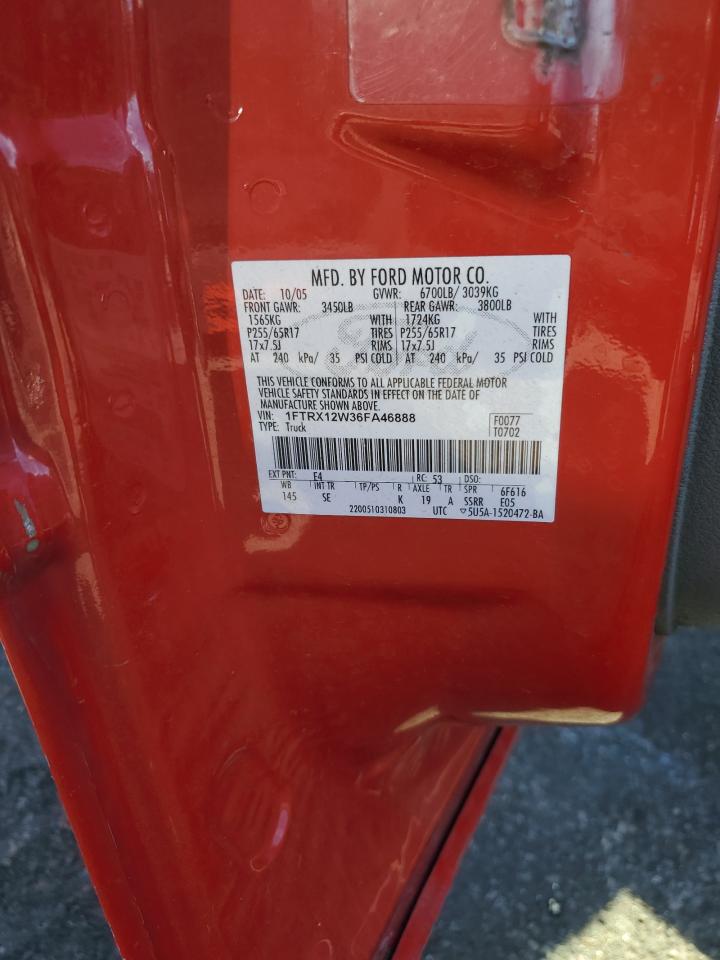 MFD. BY FORD MOTOR CO.
DATE: 10/05 GVWR: 6700LB/ 3039KG
FRONT GAWR: 3450LB REAR GAWR: 3800LB
1565KG WITH 1724KG WITH
P255/65R17 TIRES P255/65R17 TIRES
17x7.5J RIMS 17x7.5J RIMS
AT 240 kPa/ 35 PSI COLD AT 240 kPa/ 35 PSI COLD
THIS VEHICLE CONFORMS TO ALL APPLICABLE FEDERAL MOTOR
VEHICLE SAFETY STANDARDS IN EFFECT ON THE DATE OF
MANUFACTURE SHOWN ABOVE.
VIN: 1FTRX12W36FA46888 F0077
TYPE: Truck T0702
EXT PNT: E4 RC: 53 DSO:
WB INT TR TP/PS R AXLE TR SPR 6F616
145 SE K 19 A SSRR E05
2200510310803 UTC ▽5U5A-1520472-BA